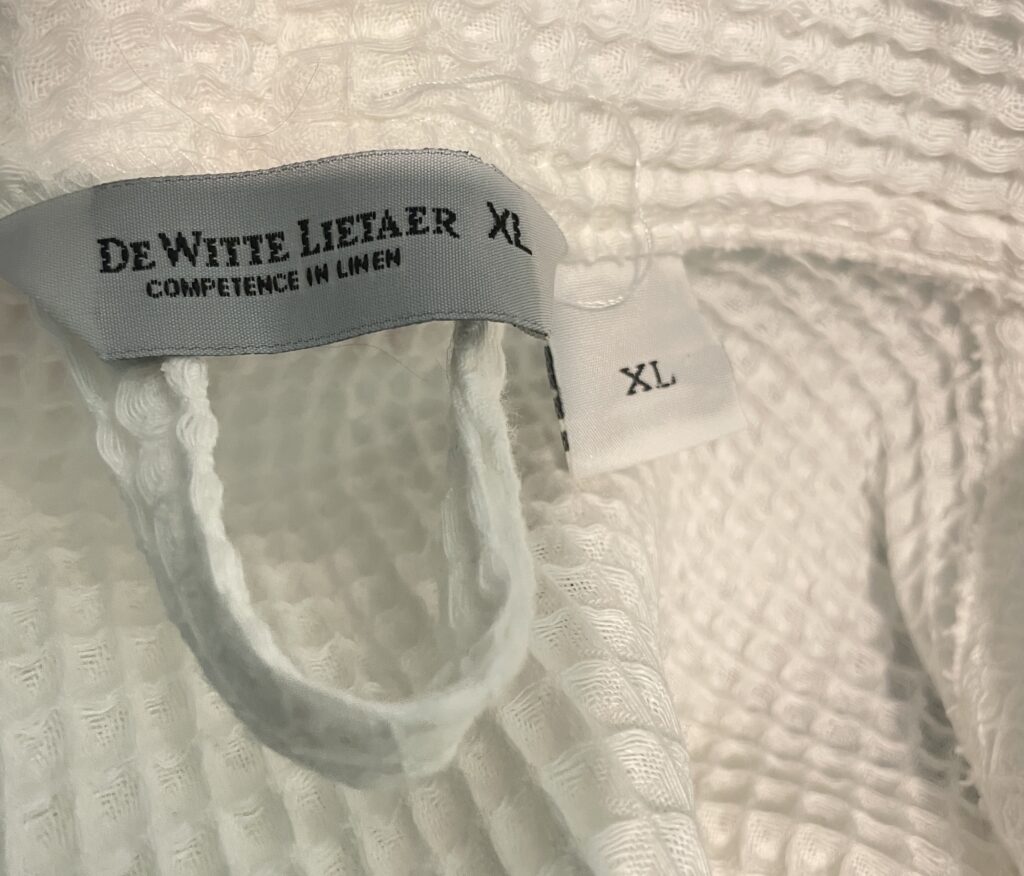 DE WITTE LIETAER XL
COMPETENCE IN LINEN
XL